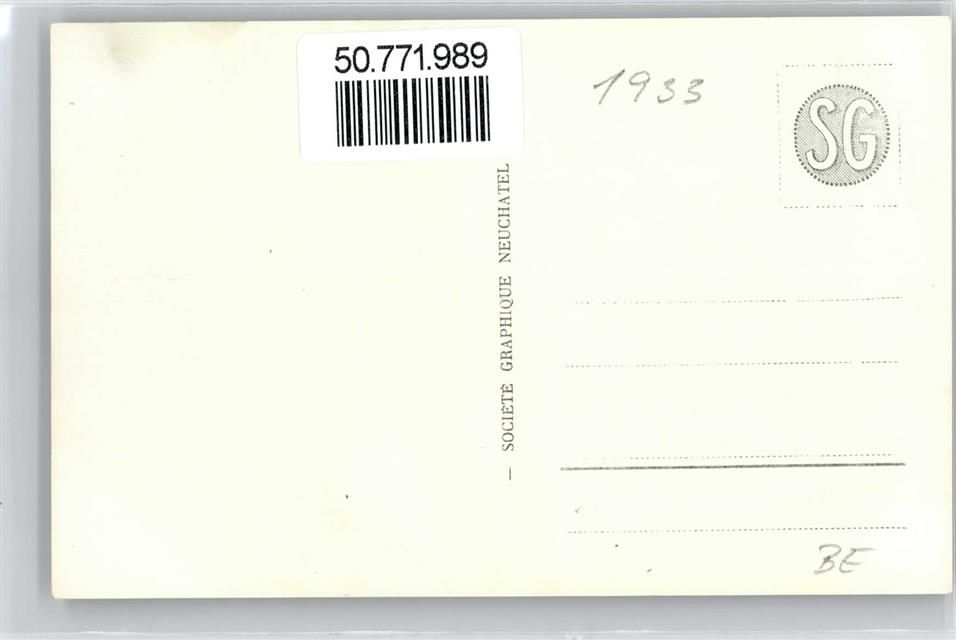 50.771.989
1933
SG
— SOCIÉTÉ GRAPHIQUE NEUCHATEL
BE